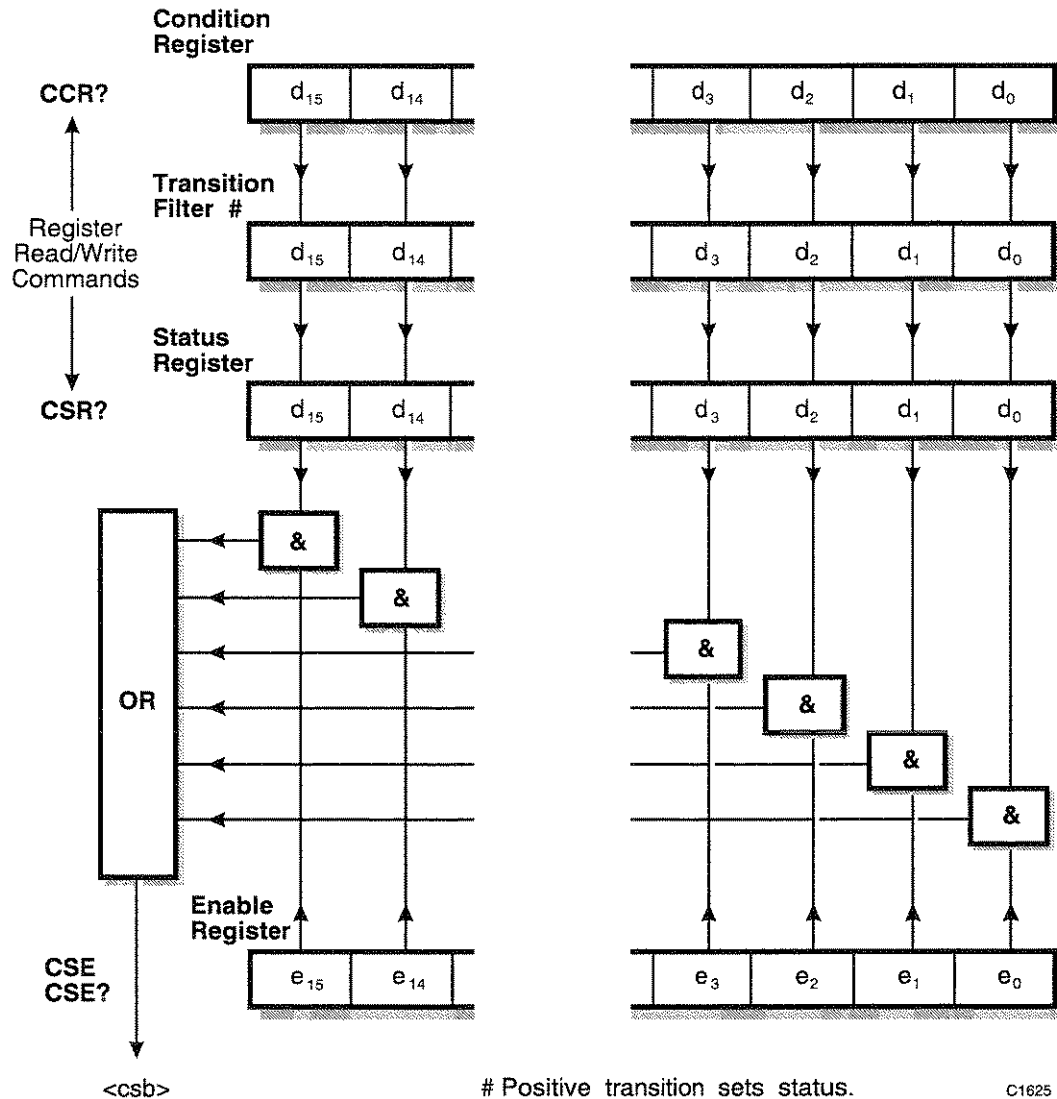 Condition
Register
CCR?
d₁₅ d₁₄ d₃ d₂ d₁ d₀
Transition
Filter #
Register
Read/Write
Commands
d₁₅ d₁₄ d₃ d₂ d₁ d₀
Status
Register
CSR?
d₁₅ d₁₄ d₃ d₂ d₁ d₀
&
&
&
&
&
&
OR
Enable
Register
CSE
CSE?
e₁₅ e₁₄ e₃ e₂ e₁ e₀
<csb>
# Positive transition sets status.
C1625